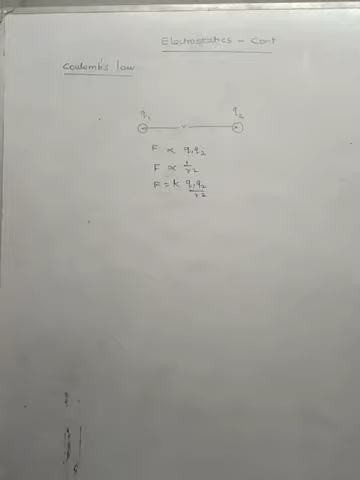 Electrostatics - Cont
Coulomb's law
q₁ q₂
r
F ∝ q₁q₂
F ∝ 1/r²
F = k q₁q₂/r²